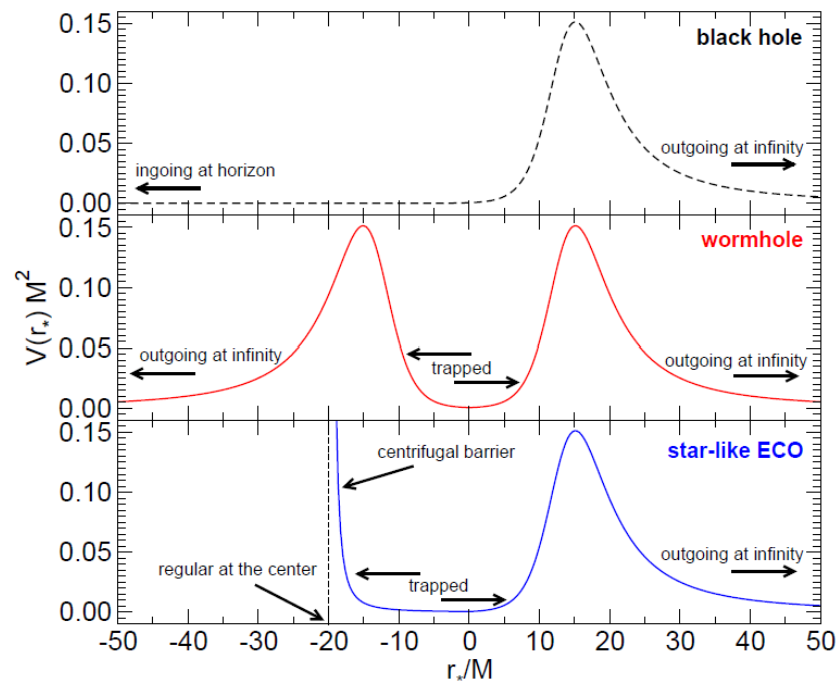 black hole
0.15
0.10
0.05
0.00
ingoing at horizon
outgoing at infinity
wormhole
0.15
0.10
0.05
0.00
outgoing at infinity
trapped
outgoing at infinity
V(r*) M²
star-like ECO
0.15
0.10
0.05
0.00
centrifugal barrier
regular at the center
trapped
outgoing at infinity
-50 -40 -30 -20 -10 0 10 20 30 40 50
r*/M